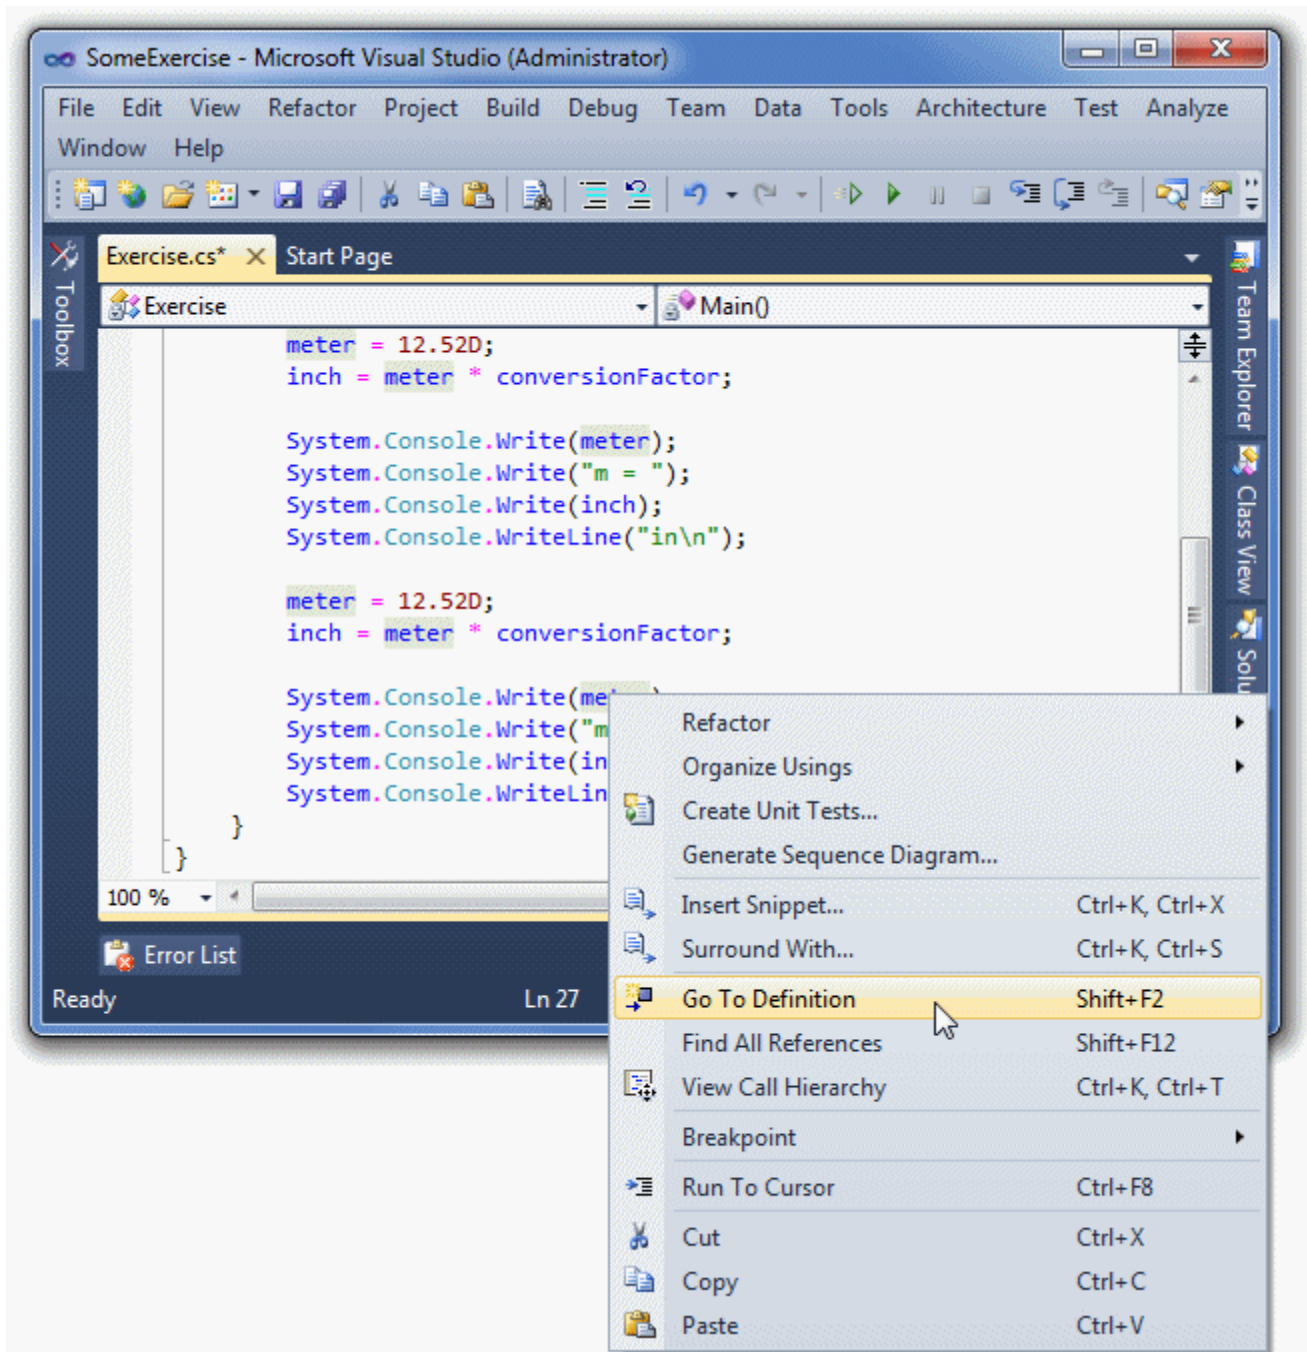 SomeExercise - Microsoft Visual Studio (Administrator)
File Edit View Refactor Project Build Debug Team Data Tools Architecture Test Analyze
Window Help
Toolbox
Exercise.cs* Start Page
Exercise Main()
meter = 12.52D;
inch = meter * conversionFactor;
System.Console.Write(meter);
System.Console.Write("m = ");
System.Console.Write(inch);
System.Console.WriteLine("in\n");
meter = 12.52D;
inch = meter * conversionFactor;
System.Console.Write(me
System.Console.Write("m
System.Console.Write(in
System.Console.WriteLin
}
}
100 %
Error List
Ready Ln 27
Team Explorer
Class View
Solu
Refactor
Organize Usings
Create Unit Tests...
Generate Sequence Diagram...
Insert Snippet... Ctrl+K, Ctrl+X
Surround With... Ctrl+K, Ctrl+S
Go To Definition Shift+F2
Find All References Shift+F12
View Call Hierarchy Ctrl+K, Ctrl+T
Breakpoint
Run To Cursor Ctrl+F8
Cut Ctrl+X
Copy Ctrl+C
Paste Ctrl+V